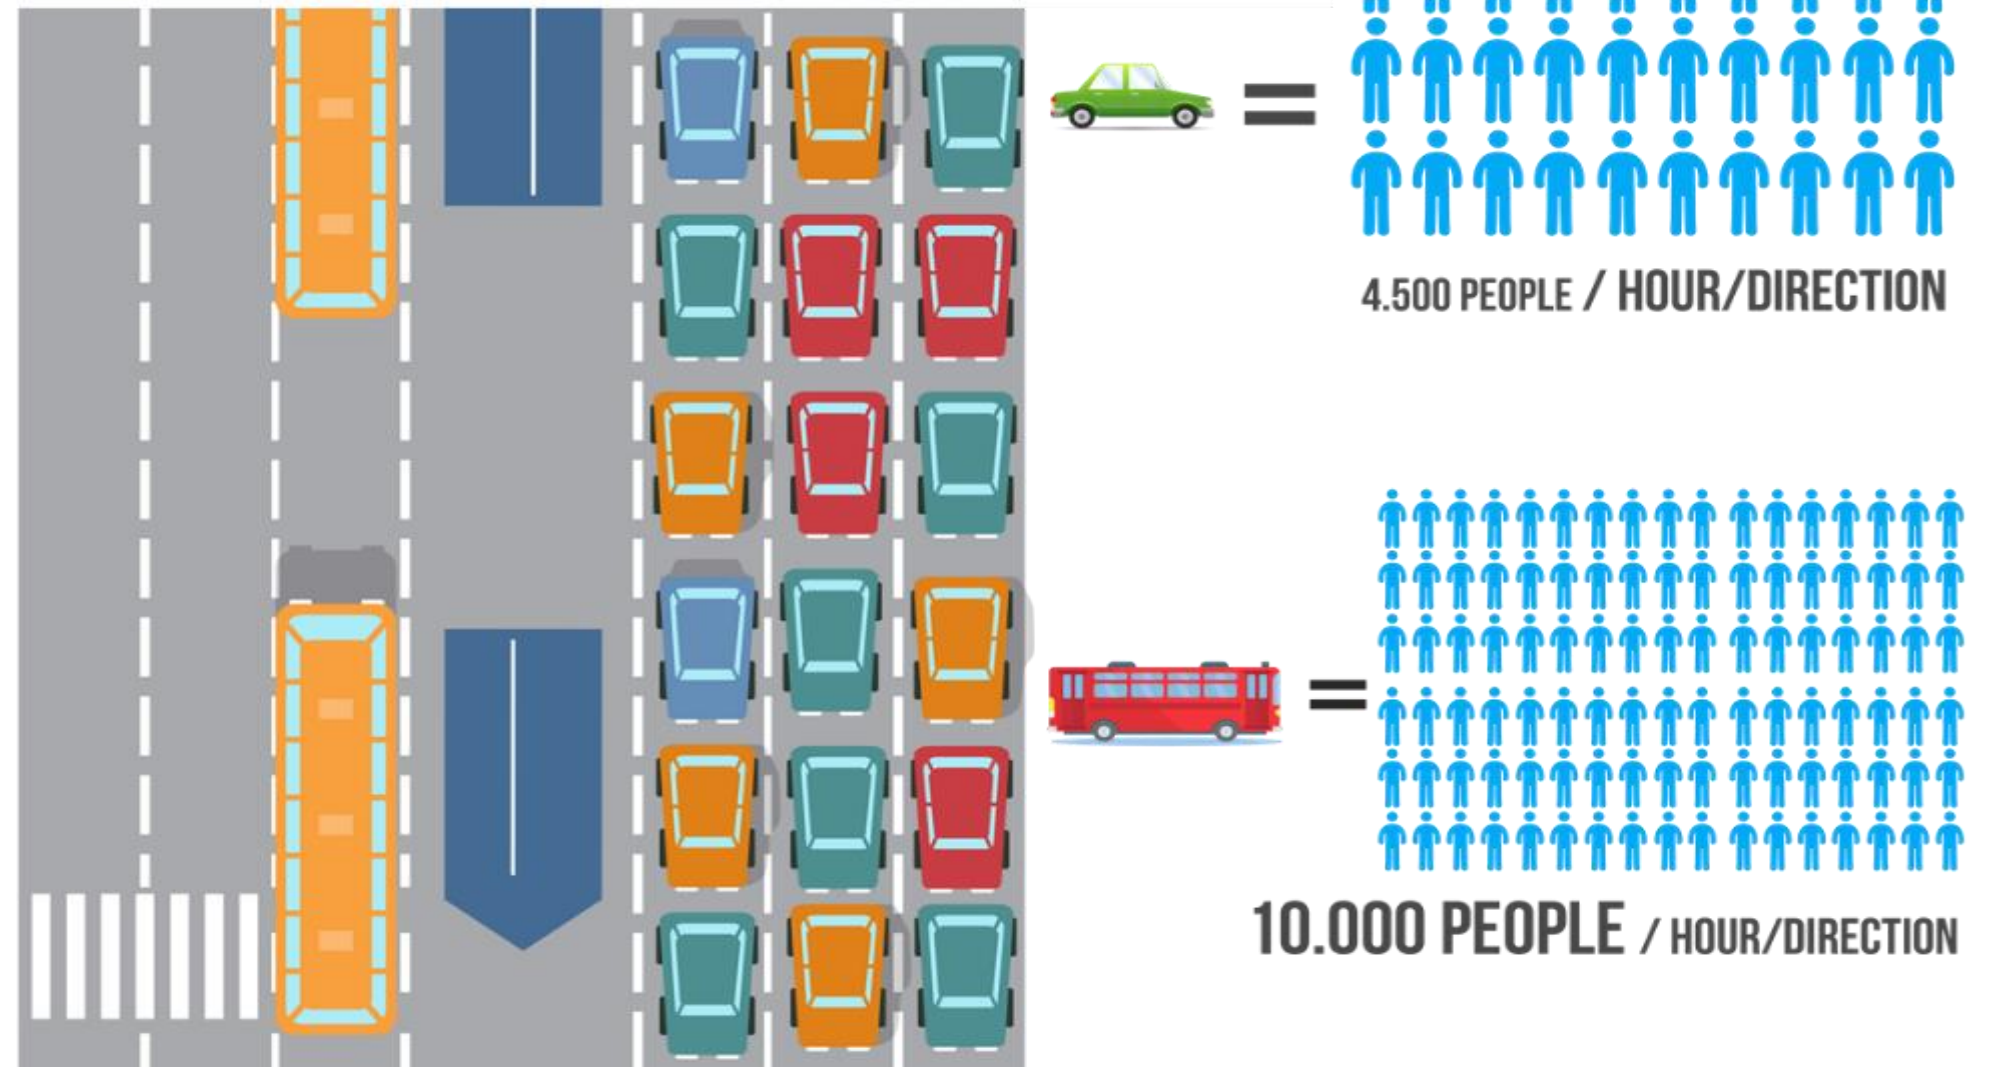 4.500 PEOPLE / HOUR/DIRECTION
10.000 PEOPLE / HOUR/DIRECTION